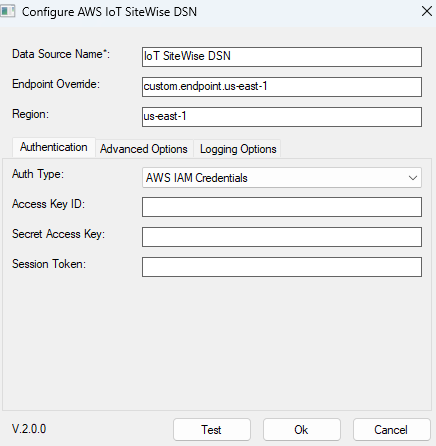 Configure AWS IoT SiteWise DSN
Data Source Name*: IoT SiteWise DSN
Endpoint Override: custom.endpoint.us-east-1
Region: us-east-1
Authentication Advanced Options Logging Options
Auth Type: AWS IAM Credentials
Access Key ID:
Secret Access Key:
Session Token:
V.2.0.0 Test Ok Cancel